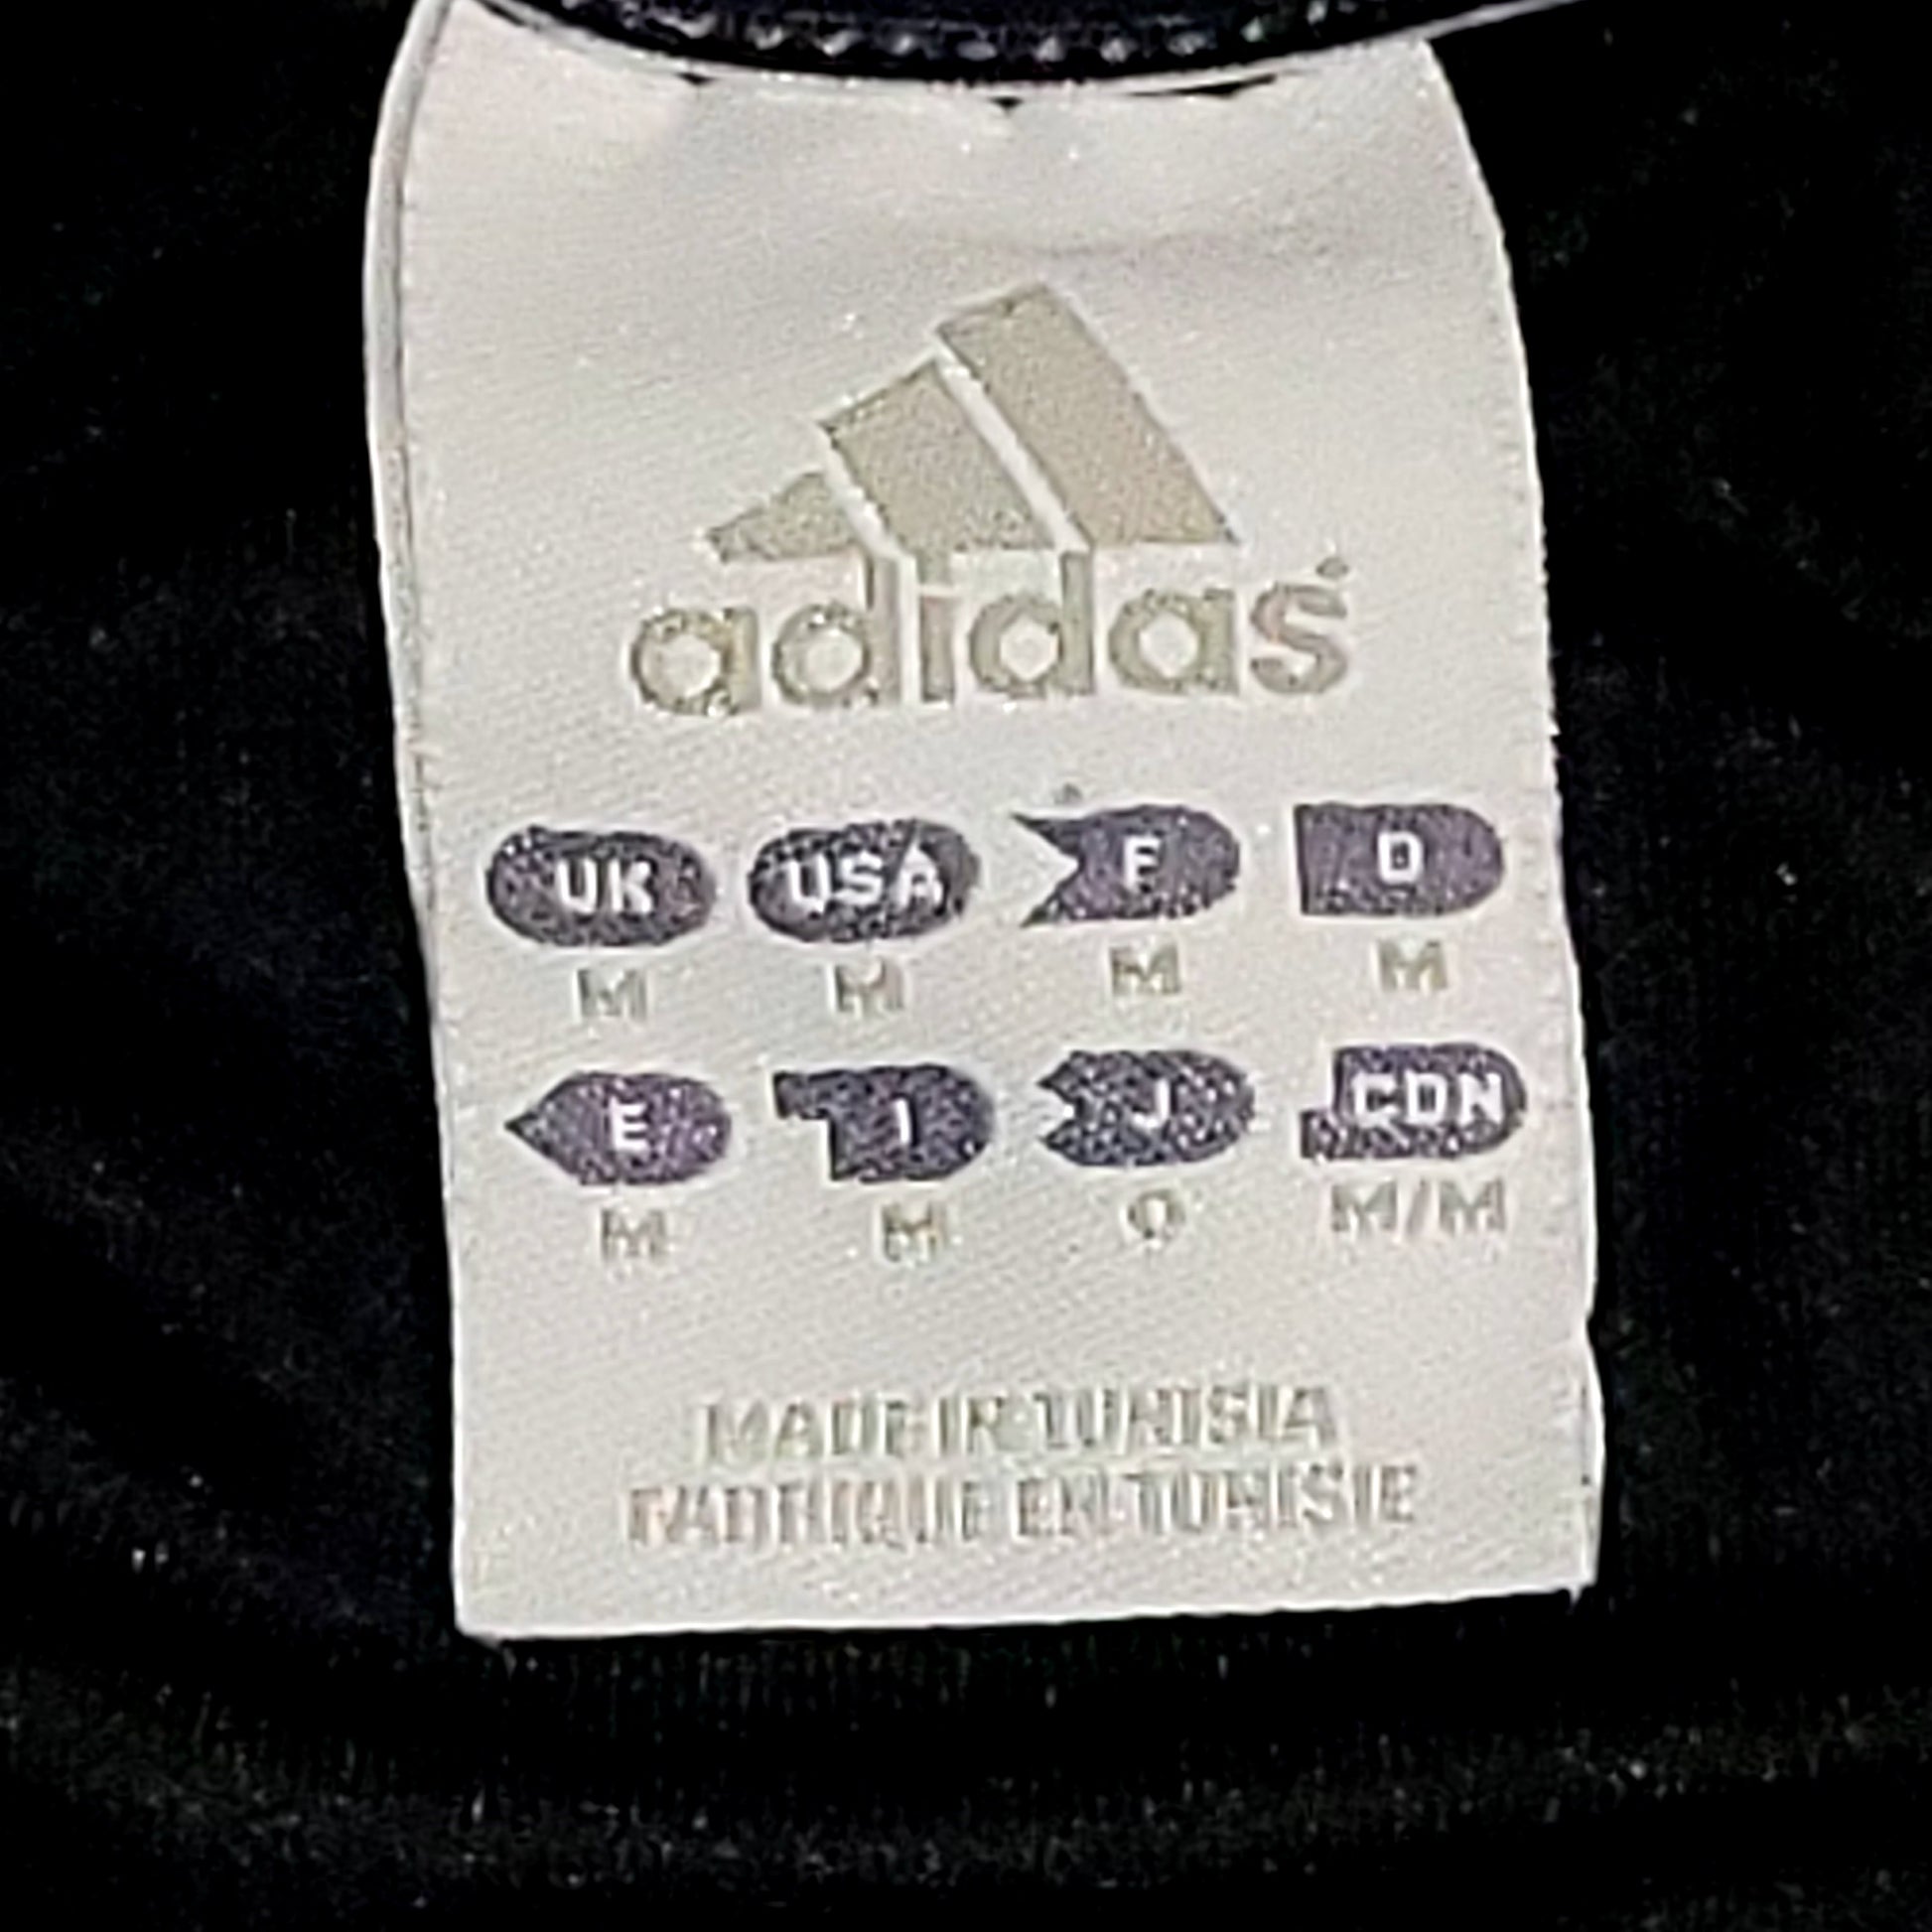 adidas
UK USA F D
M M M M
E I J CDN
M M O M/M
MADE IN TUNISIA
FABRIQUE EN TUNISIE